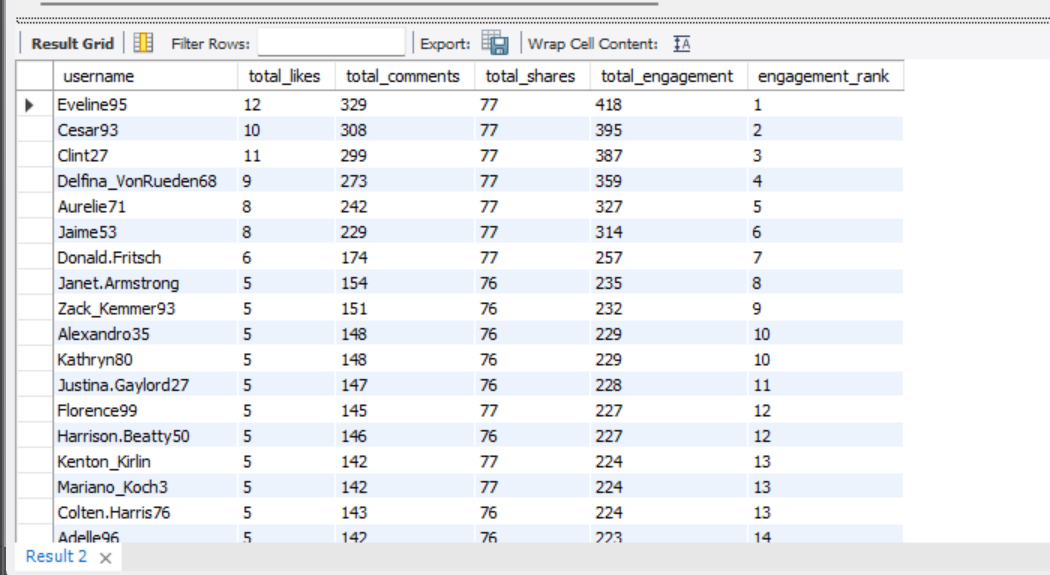 Result Grid Filter Rows: Export: Wrap Cell Content:
username total_likes total_comments total_shares total_engagement engagement_rank
Eveline95 12 329 77 418 1
Cesar93 10 308 77 395 2
Clint27 11 299 77 387 3
Delfina_VonRueden68 9 273 77 359 4
Aurelie71 8 242 77 327 5
Jaime53 8 229 77 314 6
Donald.Fritsch 6 174 77 257 7
Janet.Armstrong 5 154 76 235 8
Zack_Kemmer93 5 151 76 232 9
Alexandro35 5 148 76 229 10
Kathryn80 5 148 76 229 10
Justina.Gaylord27 5 147 76 228 11
Florence99 5 145 77 227 12
Harrison.Beatty50 5 146 76 227 12
Kenton_Kirlin 5 142 77 224 13
Mariano_Koch3 5 142 77 224 13
Colten.Harris76 5 143 76 224 13
Adelle96 5 142 76 223 14
Result 2